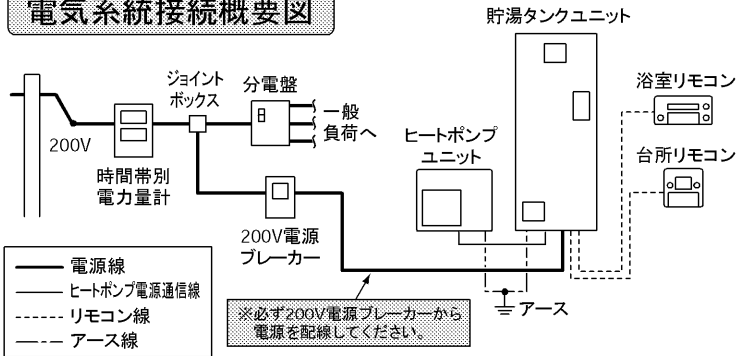 電気系統接続概要図
貯湯タンクユニット
ジョイント
ボックス
分電盤
浴室リモコン
一般
負荷へ
ヒートポンプ
ユニット
200V
台所リモコン
時間帯別
電力量計
200V電源
ブレーカー
電源線
ヒートポンプ電源通信線
リモコン線
アース線
※必ず200V電源ブレーカーから
電源を配線してください。
アース